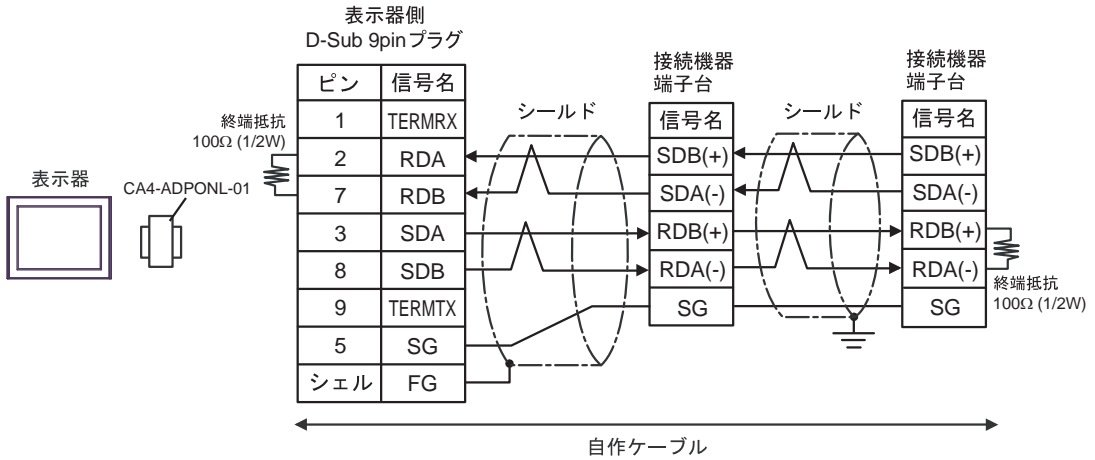 表示器側
D-Sub 9pinプラグ
接続機器
端子台
接続機器
端子台
ピン 信号名
シールド
信号名
シールド
信号名
終端抵抗
100Ω (1/2W)
1 TERMRX
2 RDA
SDB(+)
SDB(+)
表示器
CA4-ADPONL-01
7 RDB
SDA(-)
SDA(-)
3 SDA
RDB(+)
RDB(+)
8 SDB
RDA(-)
RDA(-)
終端抵抗
100Ω (1/2W)
9 TERMTX
SG
SG
5 SG
シェル FG
自作ケーブル